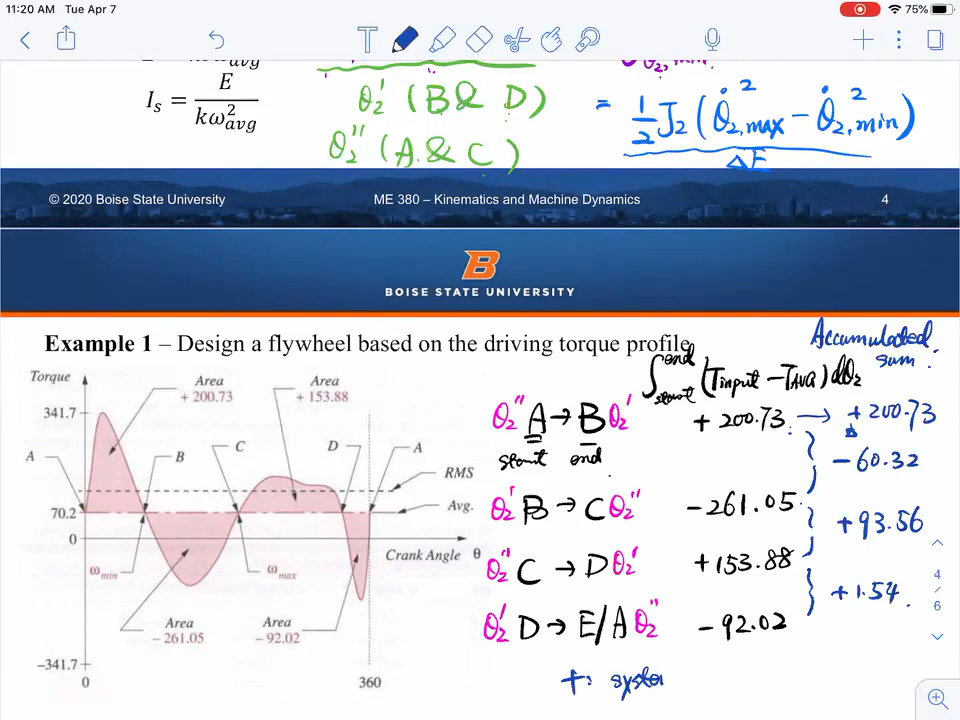 11:20 AM Tue Apr 7
75%
I_s = E / kω²_avg
θ₂' (B & D)
θ₂'' (A & C)
= 1/2 J₂ (θ̇²₂,max − θ̇²₂,min)
ΔE
© 2020 Boise State University
ME 380 – Kinematics and Machine Dynamics
4
B
BOISE STATE UNIVERSITY
Example 1 – Design a flywheel based on the driving torque profile
Accumulated
sum
∫ start end (Tinput − TAVG) dθ₂
Torque
Area
+ 200.73
Area
+ 153.88
341.7
A
B
C
D
A
RMS
Avg.
70.2
0
Crank Angle θ
ωmin
ωmax
Area
− 261.05
Area
− 92.02
−341.7
0
360
θ₂'' A → B θ₂' + 200.73 → + 200.73
start end
− 60.32
θ₂' B → C θ₂'' − 261.05
+ 93.56
θ₂'' C → D θ₂' + 153.88
+ 1.54
θ₂' D → E/A θ₂'' − 92.02
+: system
4
/
6